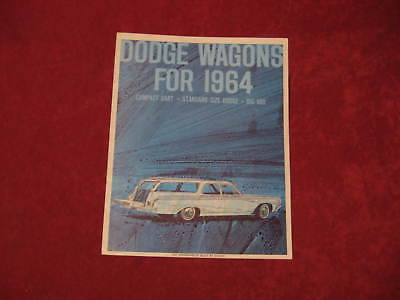 DODGE WAGONS
FOR 1964
COMPACT DART - STANDARD SIZE DODGE - BIG 880